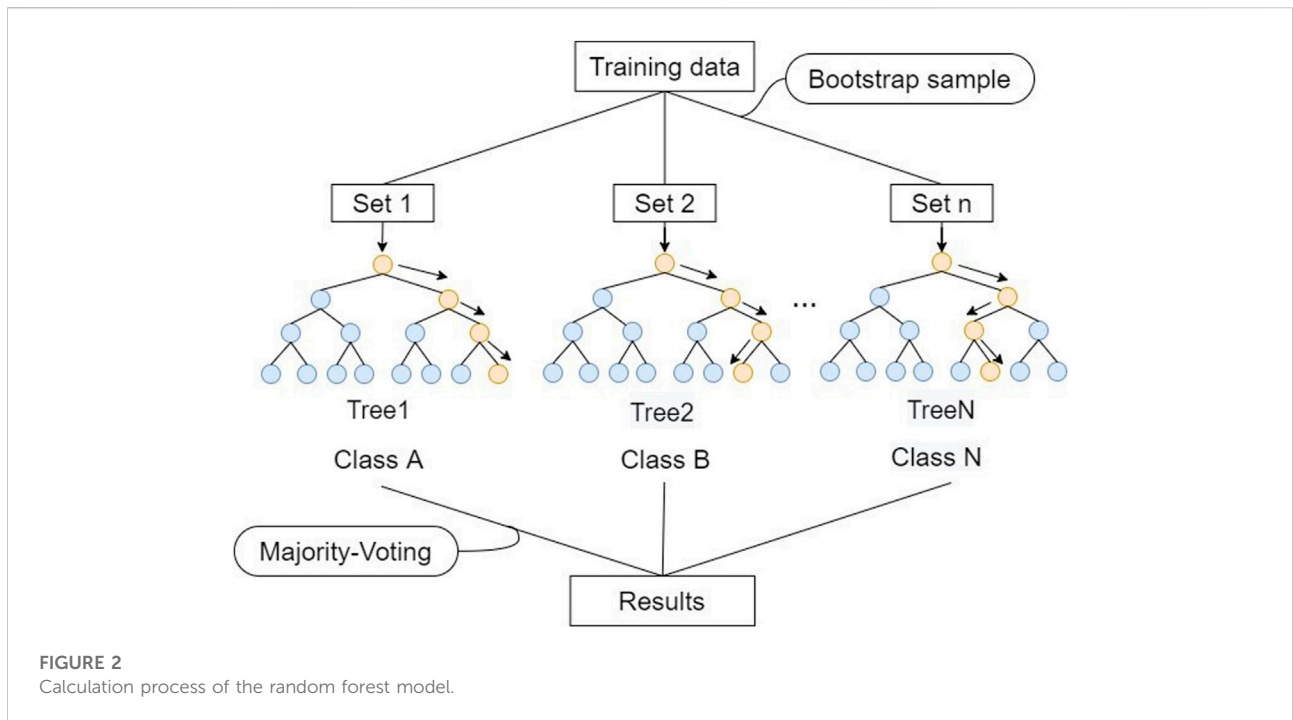 Training data
Bootstrap sample
Set 1
Set 2
Set n
...
Tree1
Tree2
TreeN
Class A
Class B
Class N
Majority-Voting
Results
FIGURE 2
Calculation process of the random forest model.